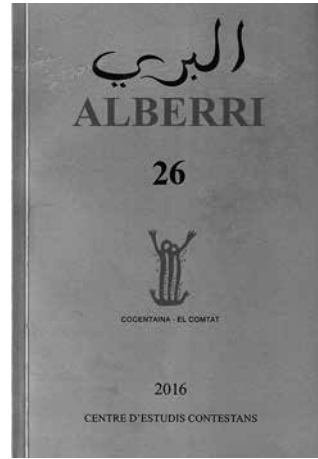 البري
ALBERRI
26
COCENTAINA - EL COMTAT
2016
CENTRE D'ESTUDIS CONTESTANS